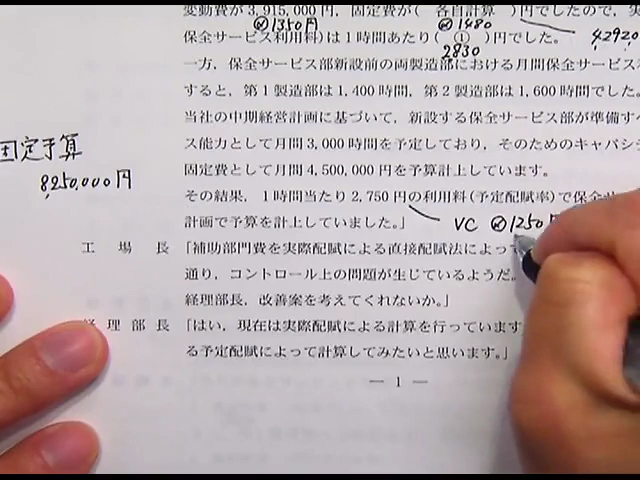 変動費が3,915,000円，固定費が（ 各自計算 ）円でしたので，実
@1350円 @1480
保全サービス利用料)は1時間あたり( ① )円でした。 4,2920
2830
一方，保全サービス部新設前の両製造部における月間保全サービス
すると，第1製造部は1,400時間，第2製造部は1,600時間でした。
当社の中期経営計画に基づいて，新設する保全サービス部が準備すべ
ス能力として月間3,000時間を予定しており，そのためのキャパシ
固定予算
固定費として月間4,500,000円を予算計上しています。
8,250,000円
その結果，1時間当たり2,750円の利用料(予定配賦率)で保全サ
計画で予算を計上していました。」 VC @1250円
工場長 「補助部門費を実際配賦による直接配賦法によって
通り，コントロール上の問題が生じているようだ。
経理部長，改善案を考えてくれないか。」
経理部長 「はい，現在は実際配賦による計算を行っています
る予定配賦によって計算してみたいと思います。」
― 1 ―